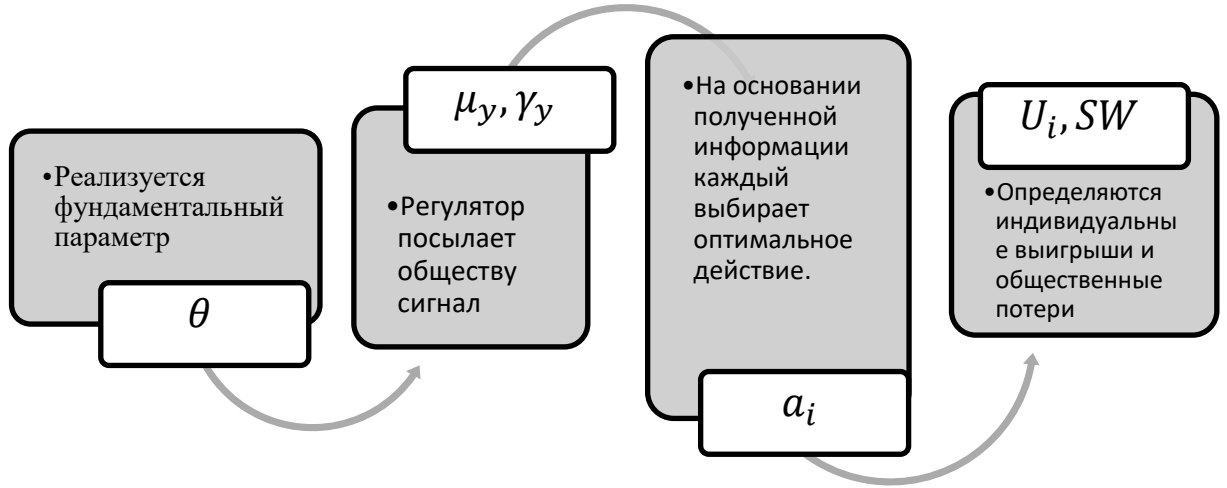 •Реализуется
фундаментальный
параметр
θ
μ_y, γ_y
•Регулятор
посылает
обществу
сигнал
•На основании
полученной
информации
каждый
выбирает
оптимальное
действие.
a_i
U_i, SW
•Определяются
индивидуальны
е выигрыши и
общественные
потери